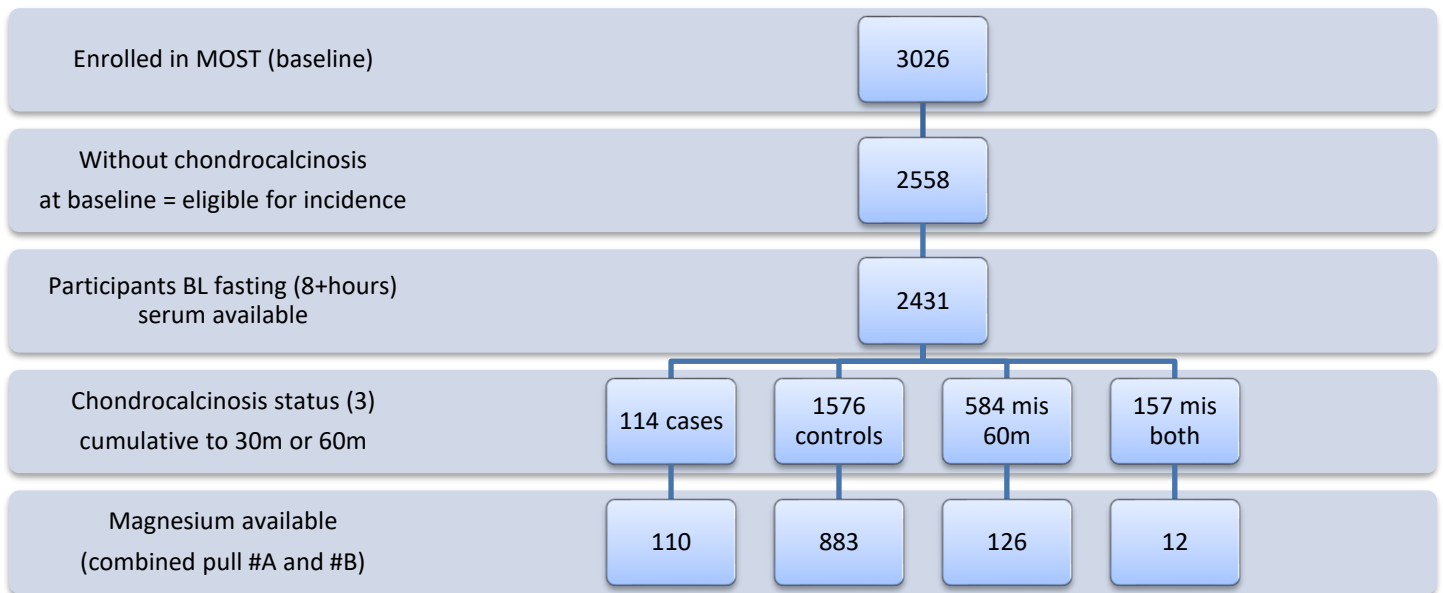 Enrolled in MOST (baseline)
3026
Without chondrocalcinosis
at baseline = eligible for incidence
2558
Participants BL fasting (8+hours)
serum available
2431
Chondrocalcinosis status (3)
cumulative to 30m or 60m
114 cases
1576
controls
584 mis
60m
157 mis
both
Magnesium available
(combined pull #A and #B)
110
883
126
12